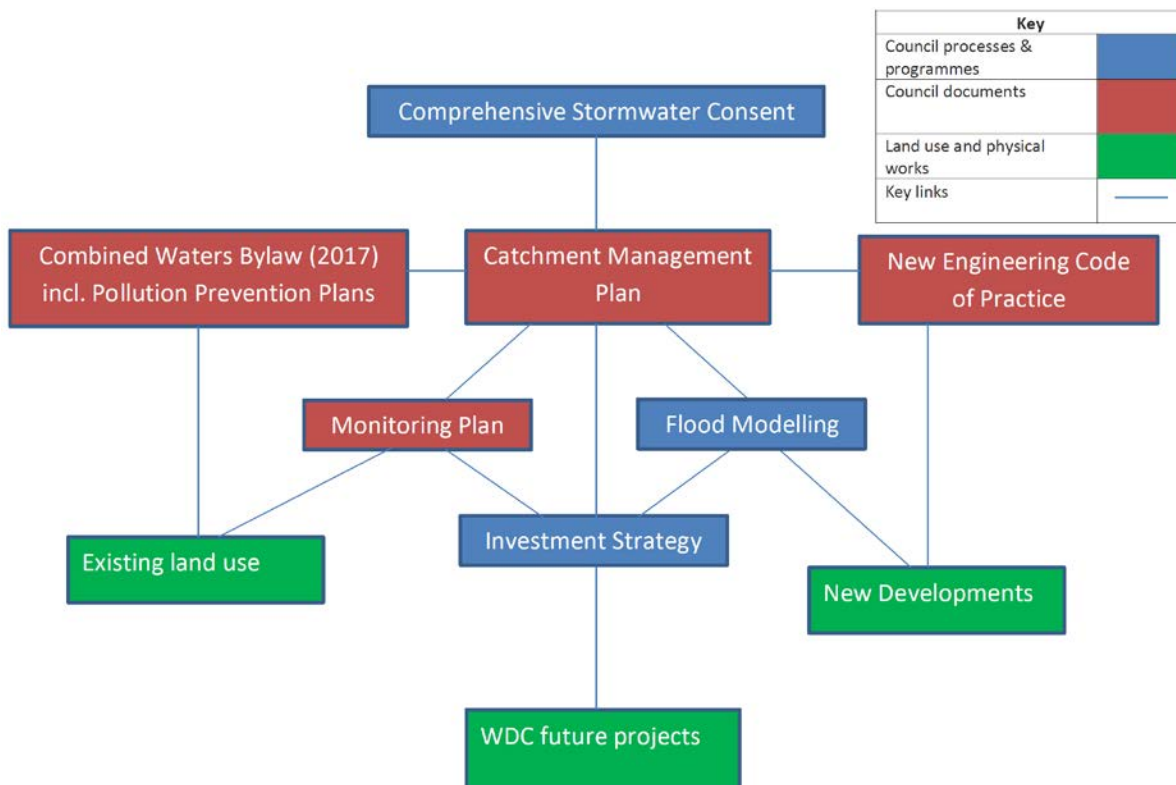 Key
Council processes &
programmes
Council documents
Land use and physical
works
Key links
Comprehensive Stormwater Consent
Combined Waters Bylaw (2017)
incl. Pollution Prevention Plans
Catchment Management
Plan
New Engineering Code
of Practice
Monitoring Plan
Flood Modelling
Investment Strategy
Existing land use
New Developments
WDC future projects